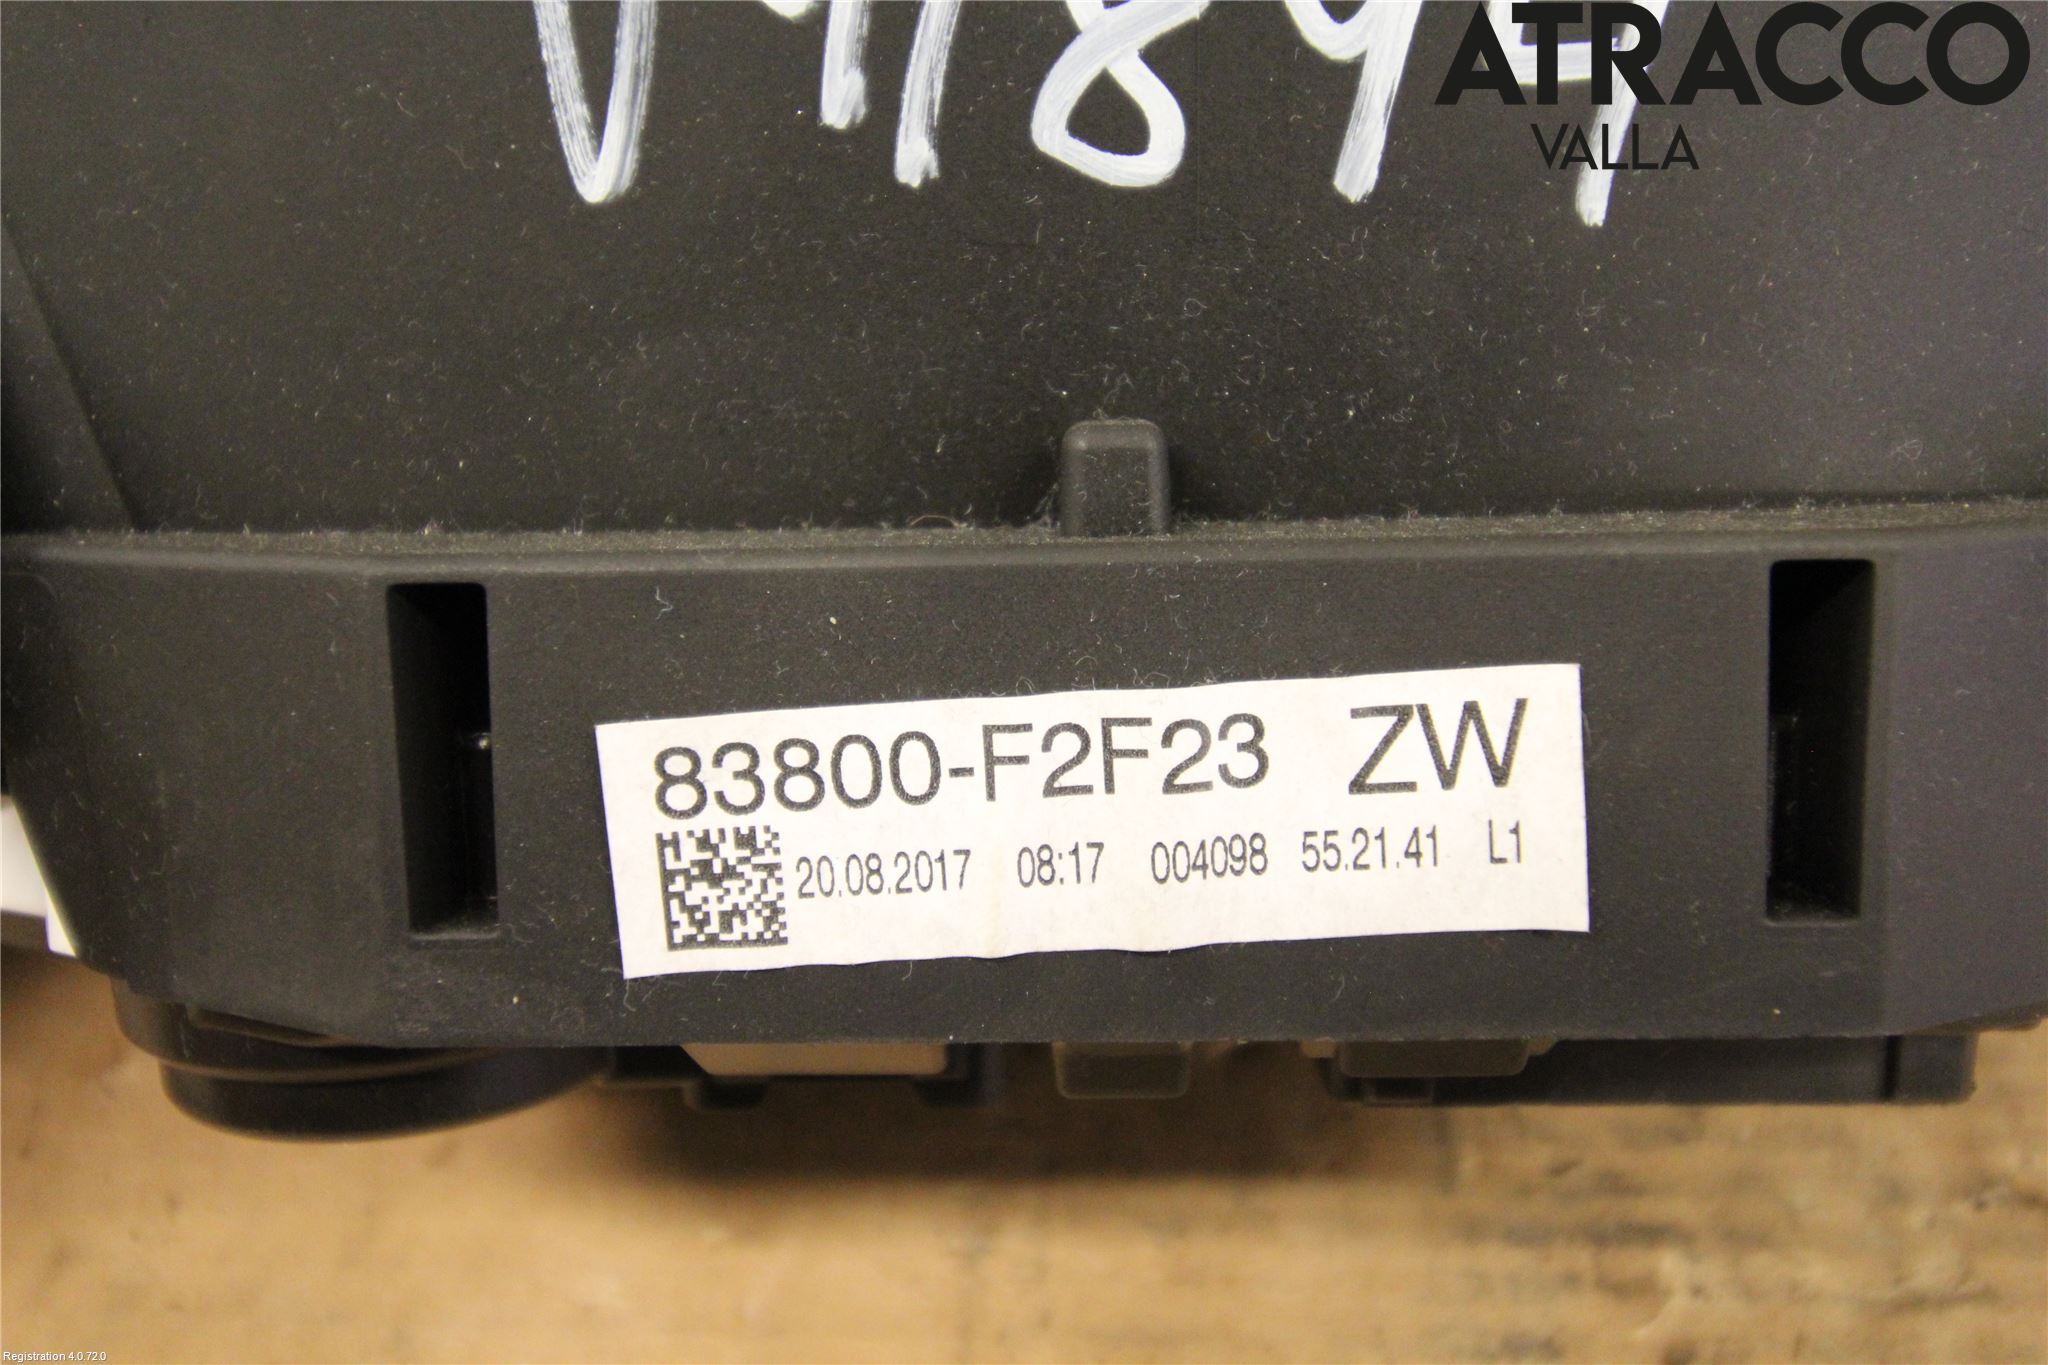 ATRACCO
VALLA
83800-F2F23 ZW
20.08.2017 08:17 004098 55.21.41 L1
Registration 4.0.72.0